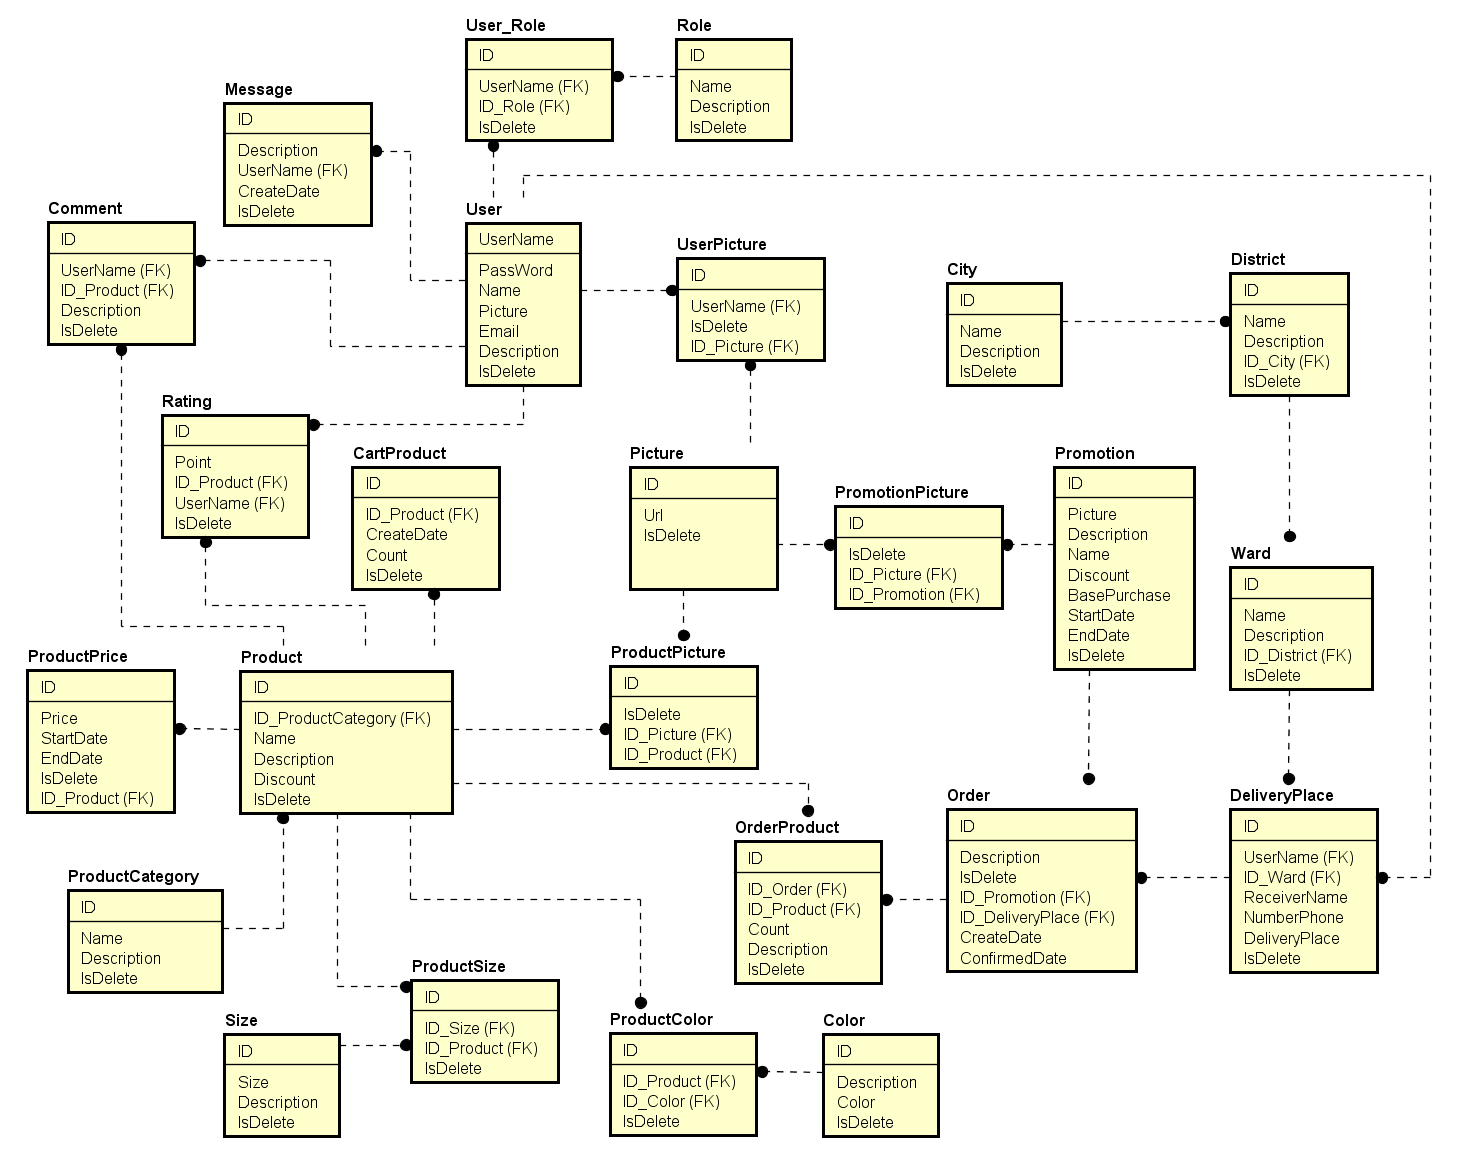 User_Role
ID
UserName (FK)
ID_Role (FK)
IsDelete
Role
ID
Name
Description
IsDelete
Message
ID
Description
UserName (FK)
CreateDate
IsDelete
Comment
ID
UserName (FK)
ID_Product (FK)
Description
IsDelete
User
UserName
PassWord
Name
Picture
Email
Description
IsDelete
UserPicture
ID
UserName (FK)
IsDelete
ID_Picture (FK)
City
ID
Name
Description
IsDelete
District
ID
Name
Description
ID_City (FK)
IsDelete
Rating
ID
Point
ID_Product (FK)
UserName (FK)
IsDelete
CartProduct
ID
ID_Product (FK)
CreateDate
Count
IsDelete
Picture
ID
Url
IsDelete
PromotionPicture
ID
IsDelete
ID_Picture (FK)
ID_Promotion (FK)
Promotion
ID
Picture
Description
Name
Discount
BasePurchase
StartDate
EndDate
IsDelete
Ward
ID
Name
Description
ID_District (FK)
IsDelete
ProductPrice
ID
Price
StartDate
EndDate
IsDelete
ID_Product (FK)
Product
ID
ID_ProductCategory (FK)
Name
Description
Discount
IsDelete
ProductPicture
ID
IsDelete
ID_Picture (FK)
ID_Product (FK)
OrderProduct
ID
ID_Order (FK)
ID_Product (FK)
Count
Description
IsDelete
Order
ID
Description
IsDelete
ID_Promotion (FK)
ID_DeliveryPlace (FK)
CreateDate
ConfirmedDate
DeliveryPlace
ID
UserName (FK)
ID_Ward (FK)
ReceiverName
NumberPhone
DeliveryPlace
IsDelete
ProductCategory
ID
Name
Description
IsDelete
ProductSize
ID
ID_Size (FK)
ID_Product (FK)
IsDelete
Size
ID
Size
Description
IsDelete
ProductColor
ID
ID_Product (FK)
ID_Color (FK)
IsDelete
Color
ID
Description
Color
IsDelete